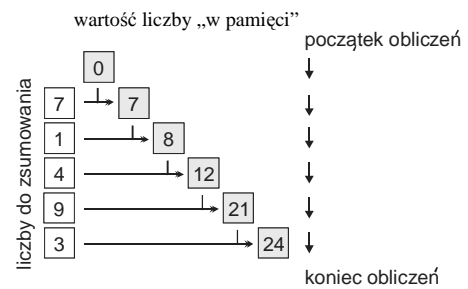 wartość liczby „w pamięci”
początek obliczeń
liczby do zsumowania
0
7 7
1 8
4 12
9 21
3 24
koniec obliczeń